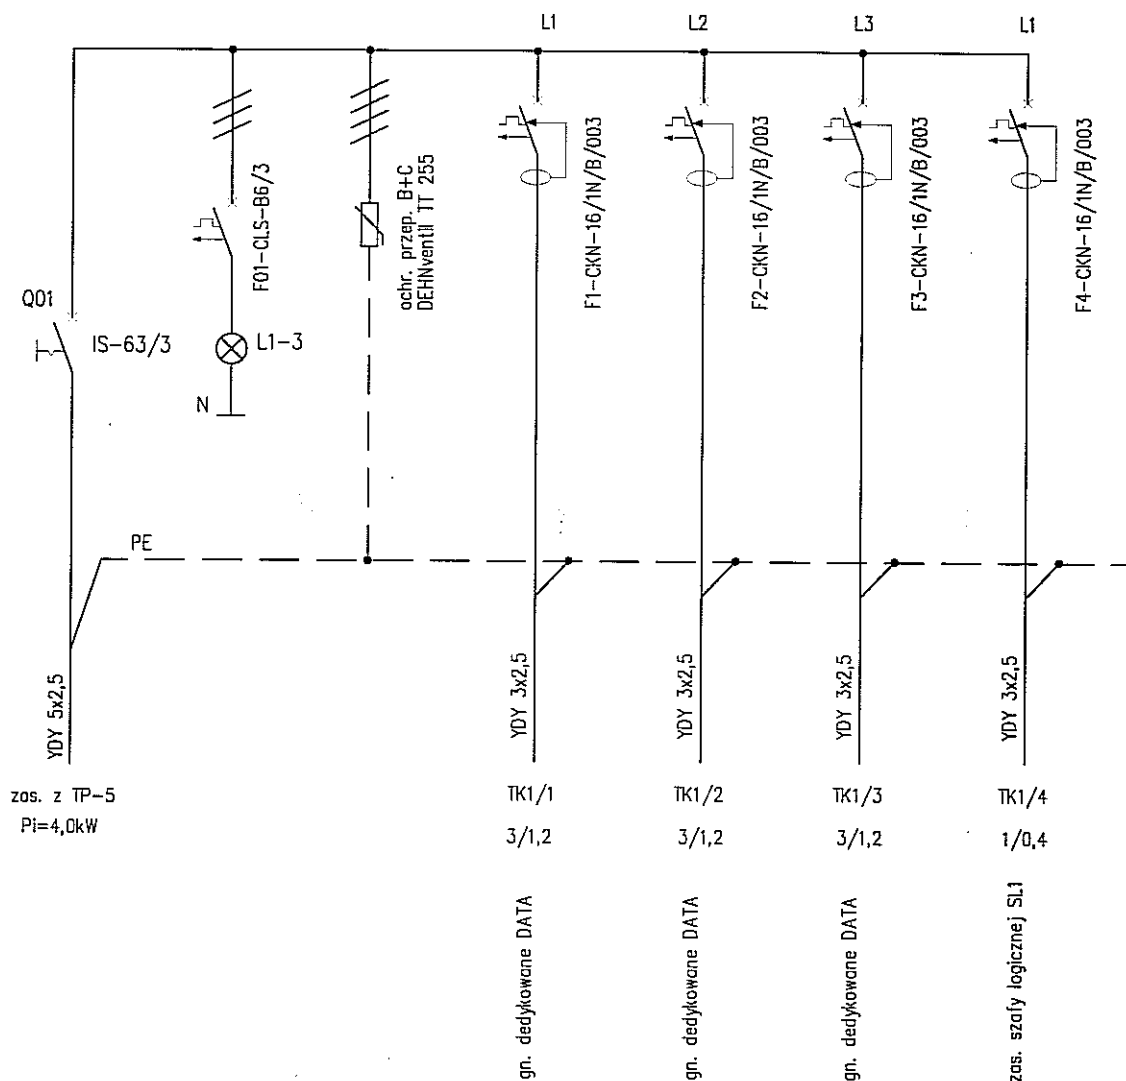 L1
L2
L3
L1
F01-CLS-B6/3
ochr. przep. B+C
DEHNventil TT 255
F1-CKN-16/1N/B/003
F2-CKN-16/1N/B/003
F3-CKN-16/1N/B/003
F4-CKN-16/1N/B/003
Q01
IS-63/3
L1-3
N
PE
YDY 5x2,5
YDY 3x2,5
YDY 3x2,5
YDY 3x2,5
YDY 3x2,5
zas. z TP-5
Pi=4,0kW
TK1/1
TK1/2
TK1/3
TK1/4
3/1,2
3/1,2
3/1,2
1/0,4
gn. dedykowane DATA
gn. dedykowane DATA
gn. dedykowane DATA
zas. szafy logicznej SL1